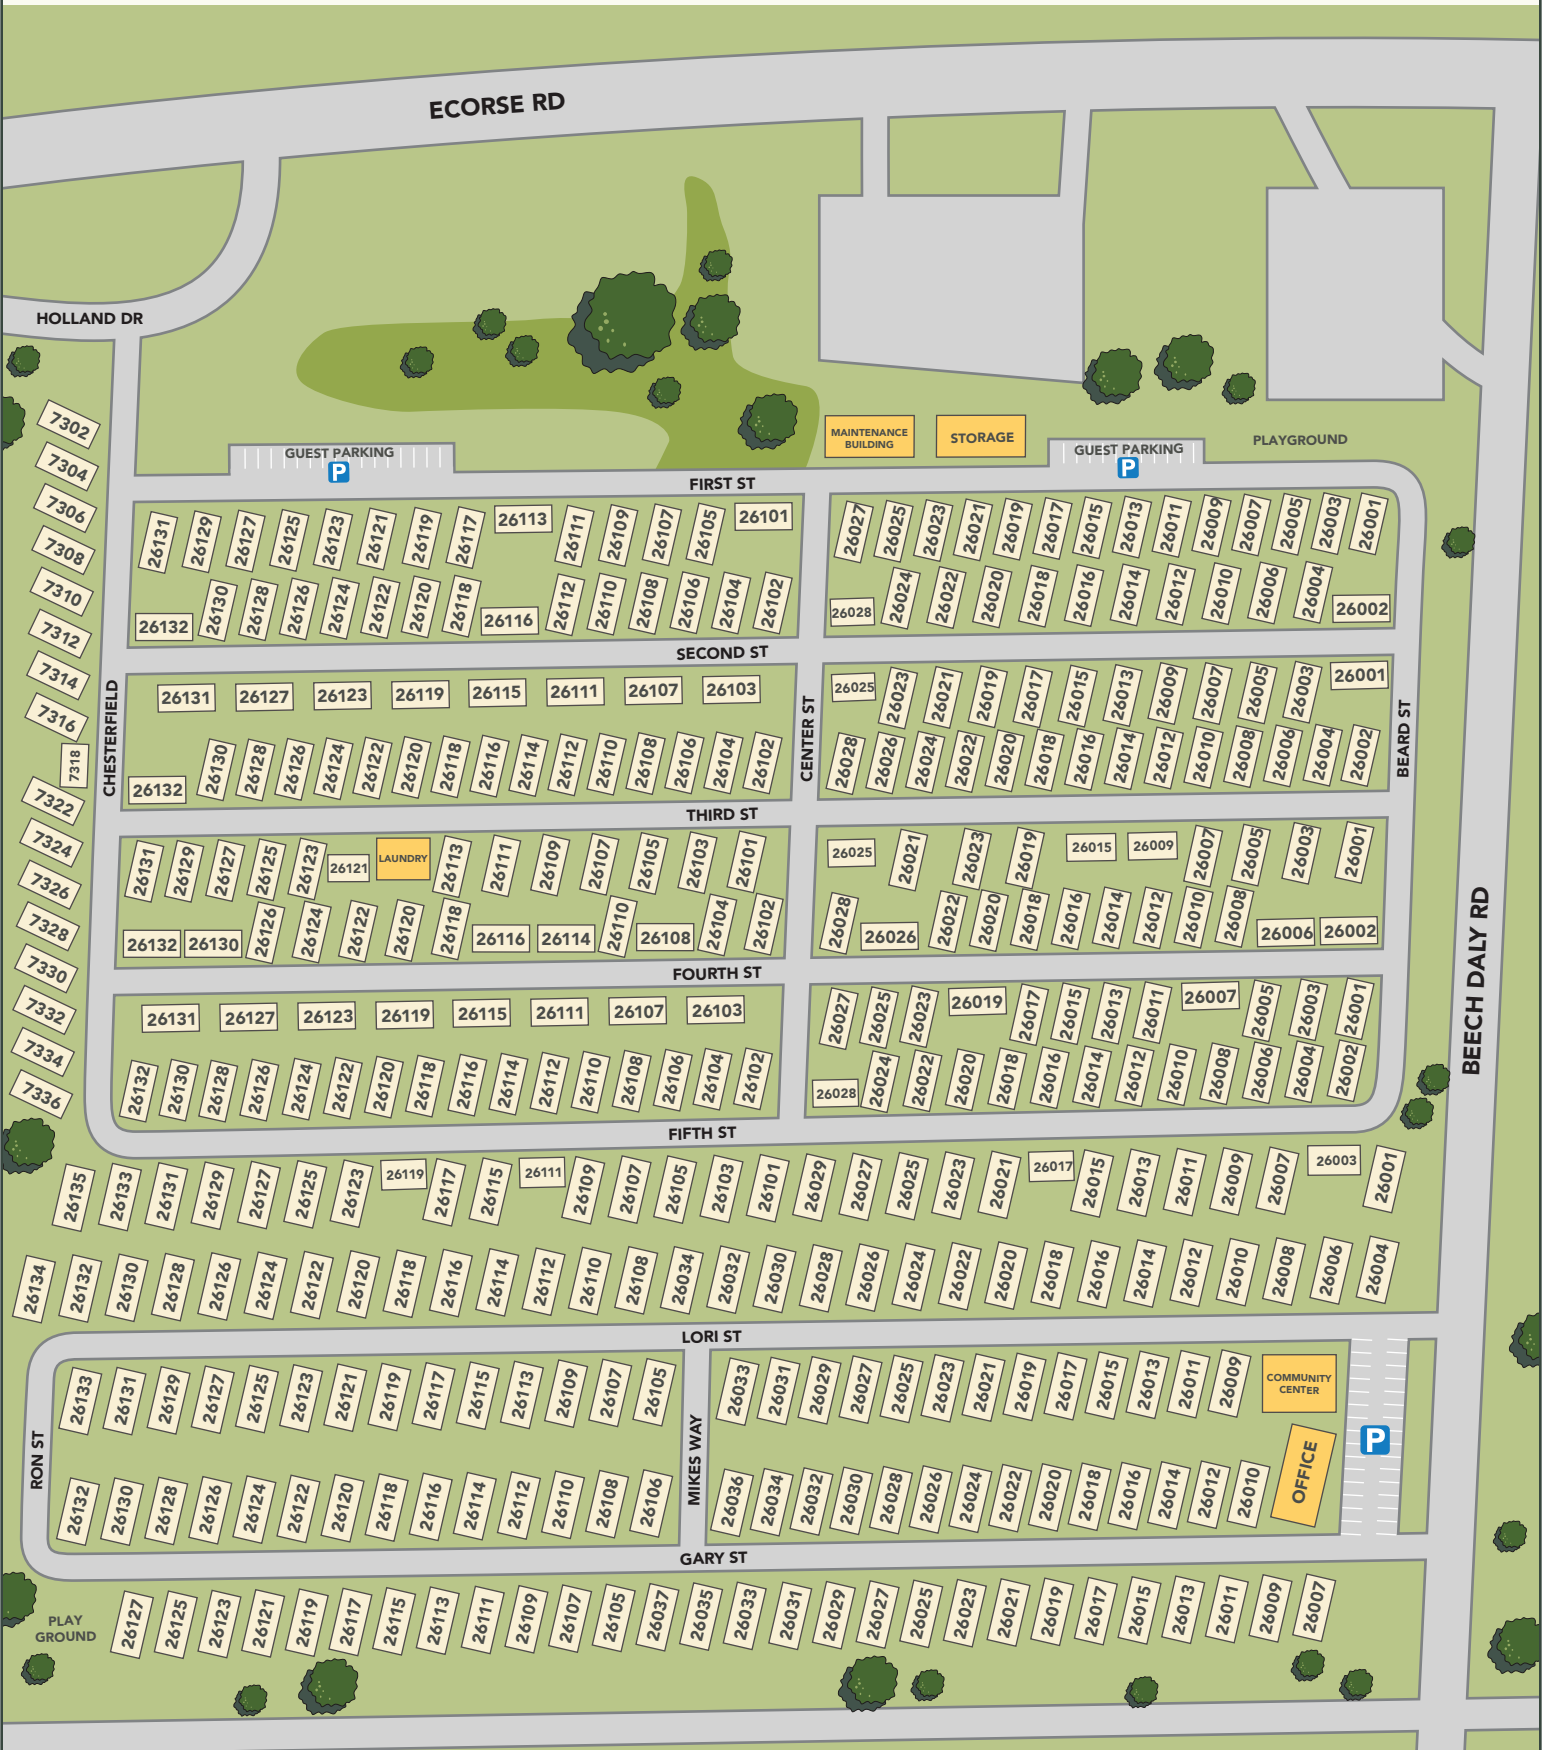 ECORSE RD
HOLLAND DR
MAINTENANCE
BUILDING
STORAGE
PLAYGROUND
GUEST PARKING
P
GUEST PARKING
P
FIRST ST
7302
7304
7306
7308
7310
7312
7314
7316
7318
7322
7324
7326
7328
7330
7332
7334
7336
CHESTERFIELD
CENTER ST
BEARD ST
BEECH DALY RD
26131 26129 26127 26125 26123 26121 26119 26117 26113 26111 26109 26107 26105 26101
26027 26025 26023 26021 26019 26017 26015 26013 26011 26009 26007 26005 26003 26001
26132 26130 26128 26126 26124 26122 26120 26118 26116 26112 26110 26108 26106 26104 26102
26028 26024 26022 26020 26018 26016 26014 26012 26010 26006 26004 26002
SECOND ST
26131 26127 26123 26119 26115 26111 26107 26103
26025 26023 26021 26019 26017 26015 26013 26009 26007 26005 26003 26001
26132 26130 26128 26126 26124 26122 26120 26118 26116 26114 26112 26110 26108 26106 26104 26102
26028 26026 26024 26022 26020 26018 26016 26014 26012 26010 26008 26006 26004 26002
THIRD ST
26131 26129 26127 26125 26123 26121 LAUNDRY 26113 26111 26109 26107 26105 26103 26101
26025 26021 26023 26019 26015 26009 26007 26005 26003 26001
26132 26130 26126 26124 26122 26120 26118 26116 26114 26110 26108 26104 26102
26028 26026 26022 26020 26018 26016 26014 26012 26010 26008 26006 26002
FOURTH ST
26131 26127 26123 26119 26115 26111 26107 26103
26027 26025 26023 26019 26017 26015 26013 26011 26007 26005 26003 26001
26132 26130 26128 26126 26124 26122 26120 26118 26116 26114 26112 26110 26108 26106 26104 26102
26028 26024 26022 26020 26018 26016 26014 26012 26010 26008 26006 26004 26002
FIFTH ST
26135 26133 26131 26129 26127 26125 26123 26119 26117 26115 26111 26109 26107 26105 26103 26101 26029 26027 26025 26023 26021 26017 26015 26013 26011 26009 26007 26003 26001
26134 26132 26130 26128 26126 26124 26122 26120 26118 26116 26114 26112 26110 26108 26034 26032 26030 26028 26026 26024 26022 26020 26018 26016 26014 26012 26010 26008 26006 26004
LORI ST
RON ST
MIKES WAY
26133 26131 26129 26127 26125 26123 26121 26119 26117 26115 26113 26109 26107 26105
26033 26031 26029 26027 26025 26023 26021 26019 26017 26015 26013 26011 26009
COMMUNITY
CENTER
P
26132 26130 26128 26126 26124 26122 26120 26118 26116 26114 26112 26110 26108 26106
26036 26034 26032 26030 26028 26026 26024 26022 26020 26018 26016 26014 26012 26010
OFFICE
GARY ST
PLAY
GROUND
26127 26125 26123 26121 26119 26117 26115 26113 26111 26109 26107 26105 26037 26035 26033 26031 26029 26027 26025 26023 26021 26019 26017 26015 26013 26011 26009 26007